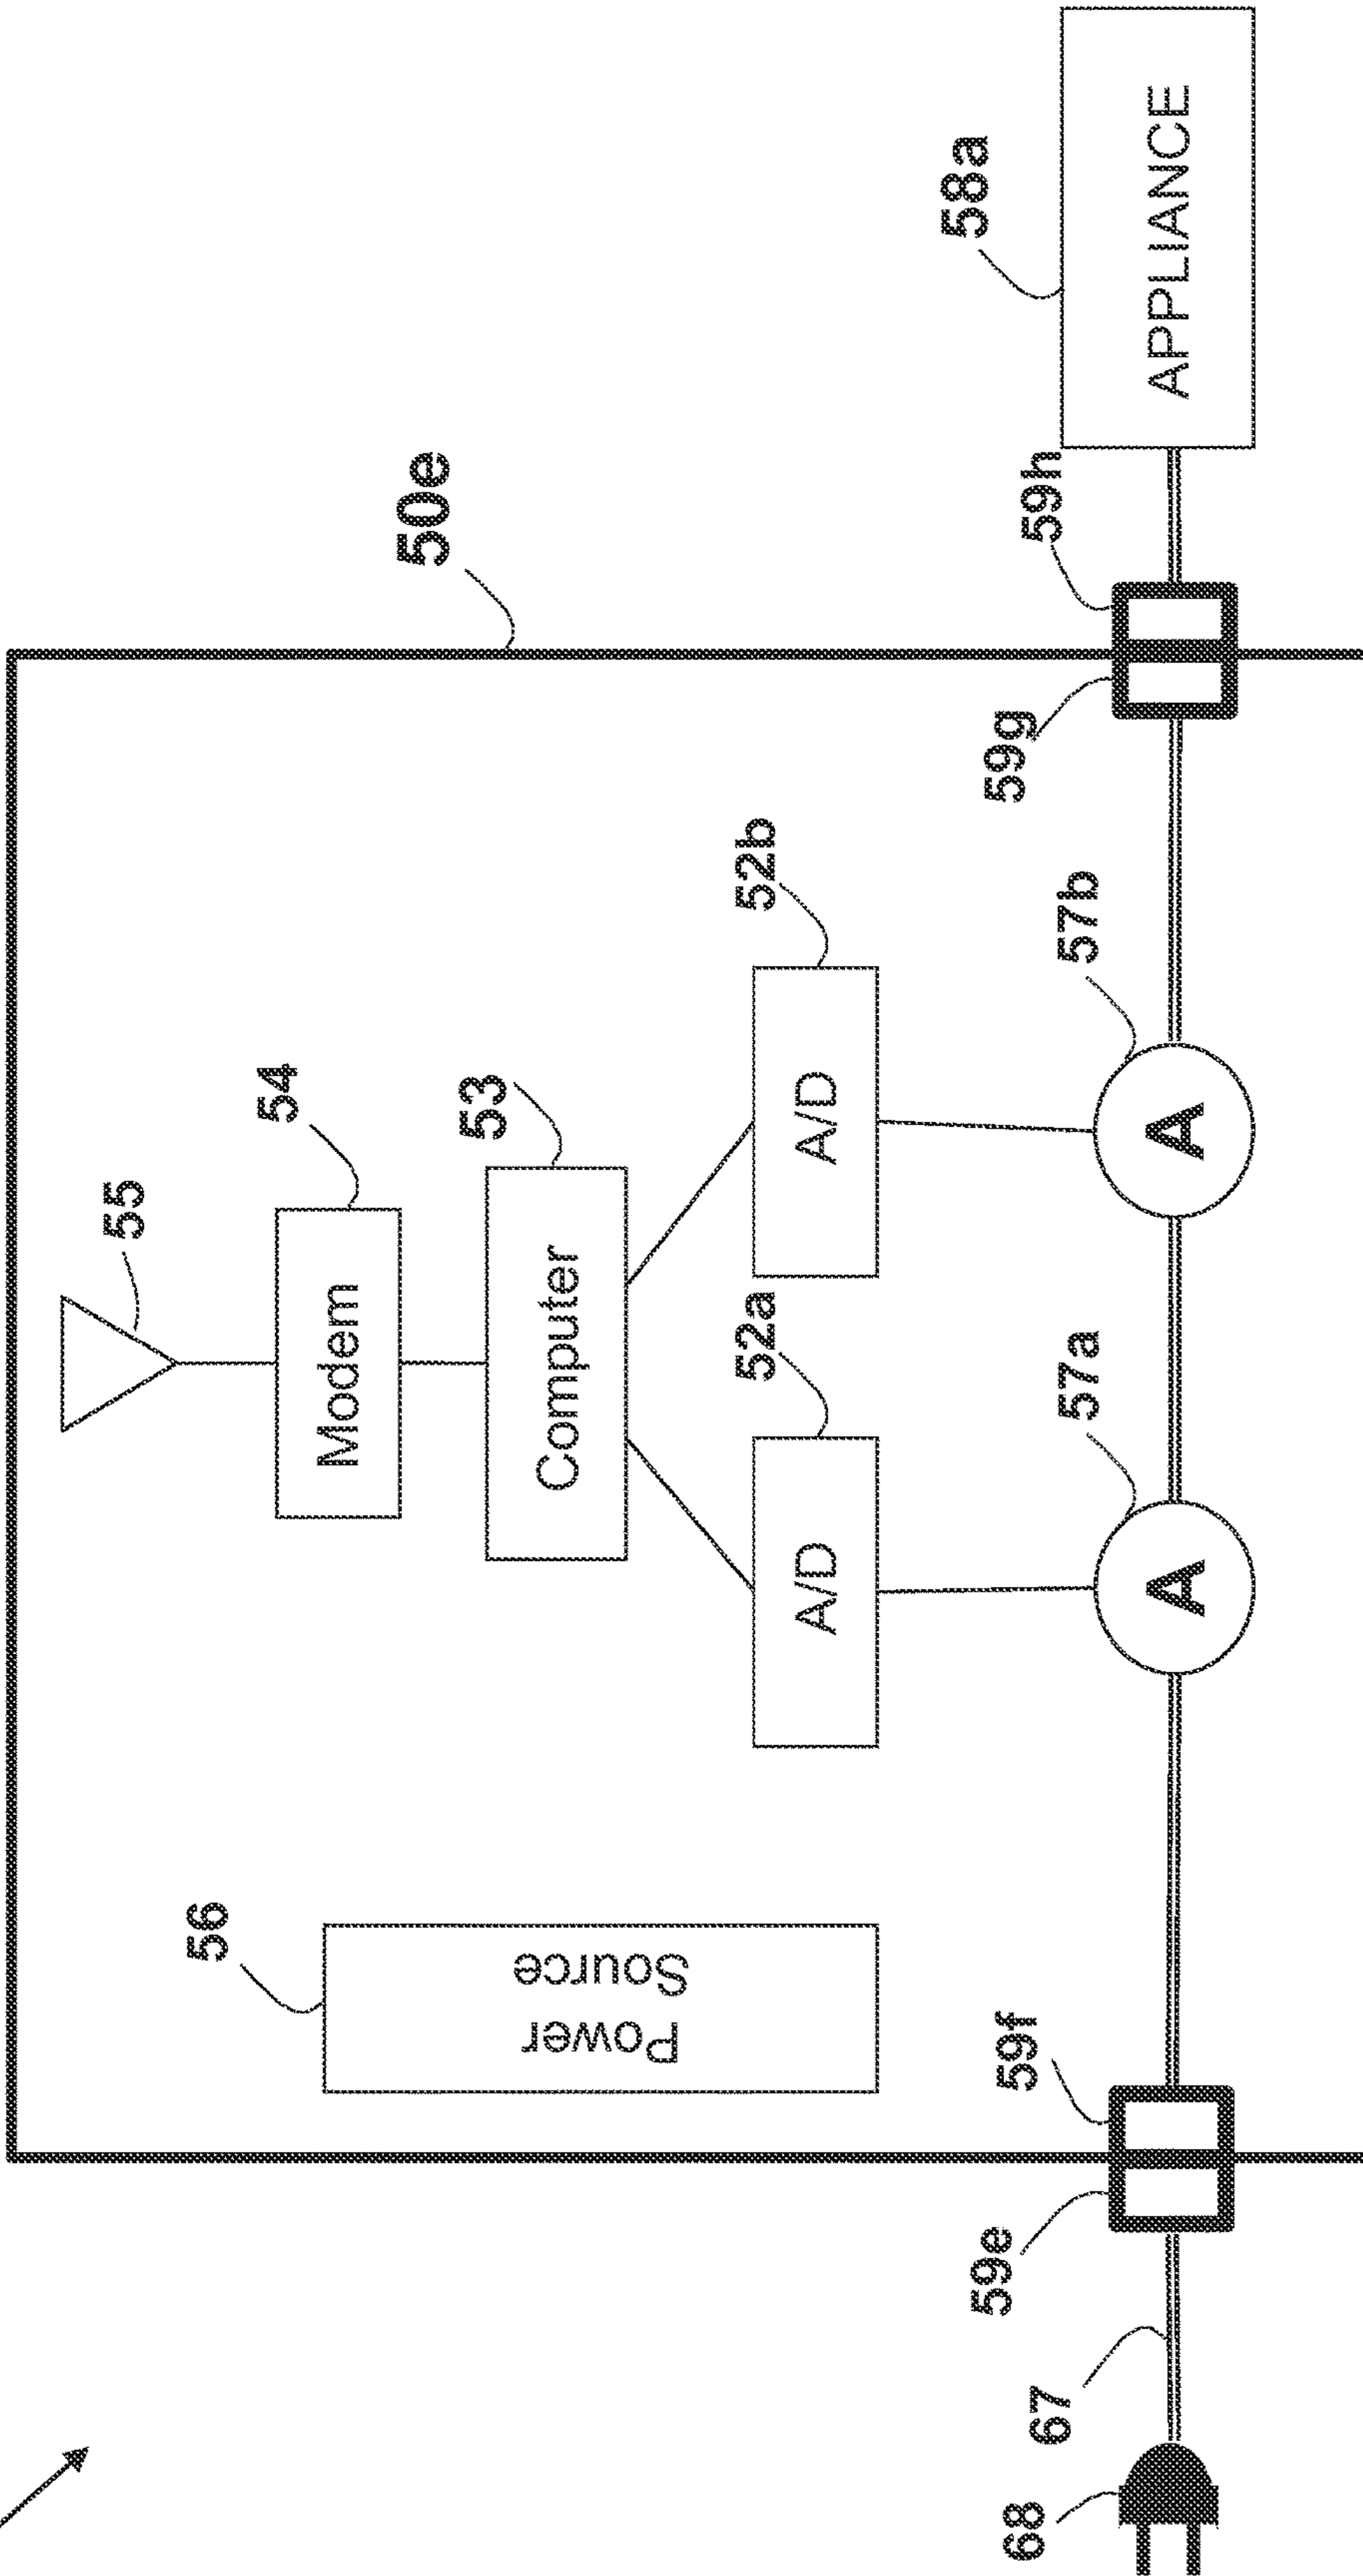 50e
55
54
Modem
53
Computer
56
Power
Source
52a
52b
A/D
A/D
57a
57b
A
A
58a
APPLIANCE
59e
59f
59g
59h
67
68